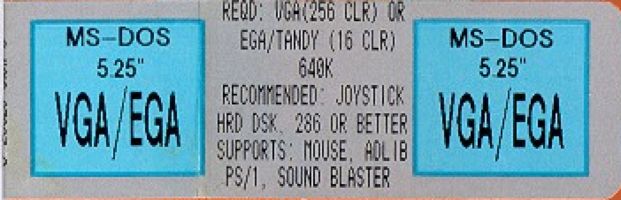 MS-DOS
5.25"
VGA/EGA
REQD: VGA(256 CLR) OR
EGA/TANDY (16 CLR)
640K
RECOMMENDED: JOYSTICK
HRD DSK, 286 OR BETTER
SUPPORTS: MOUSE, ADLIB
PS/1, SOUND BLASTER
MS-DOS
5.25"
VGA/EGA